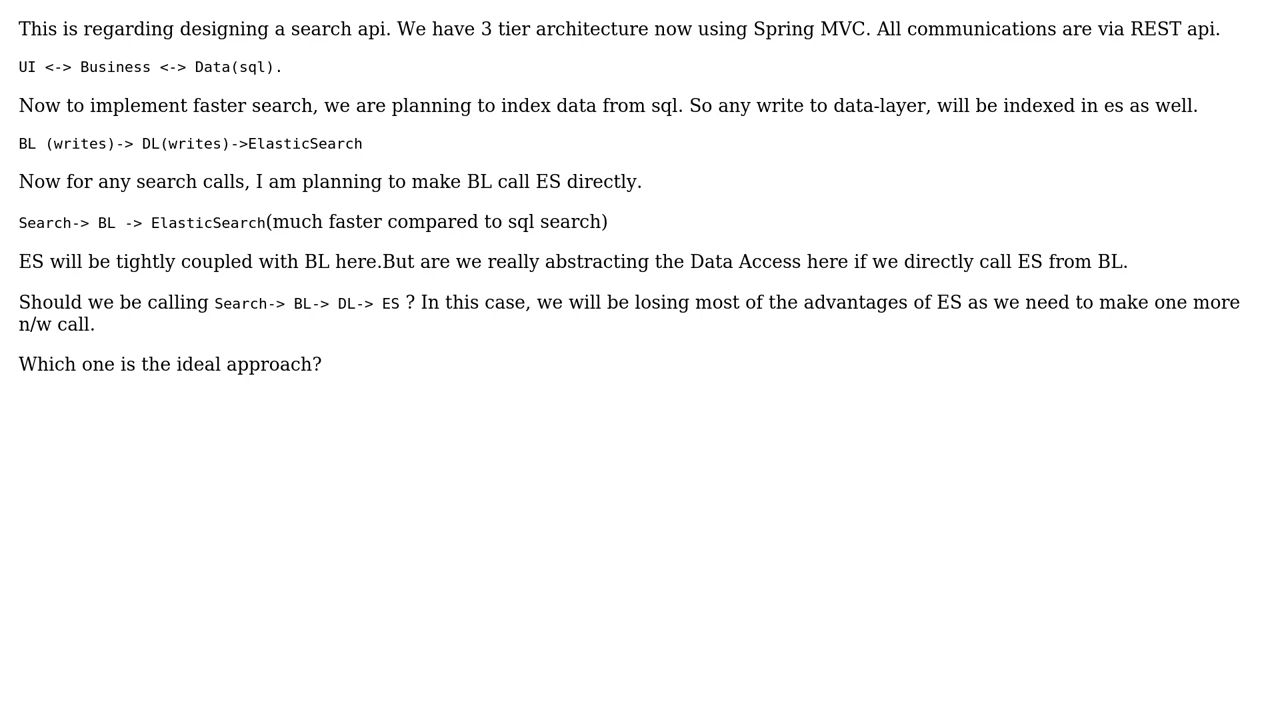 This is regarding designing a search api. We have 3 tier architecture now using Spring MVC. All communications are via REST api.
UI <-> Business <-> Data(sql).
Now to implement faster search, we are planning to index data from sql. So any write to data-layer, will be indexed in es as well.
BL (writes)-> DL(writes)->ElasticSearch
Now for any search calls, I am planning to make BL call ES directly.
Search-> BL -> ElasticSearch(much faster compared to sql search)
ES will be tightly coupled with BL here.But are we really abstracting the Data Access here if we directly call ES from BL.
Should we be calling Search-> BL-> DL-> ES ? In this case, we will be losing most of the advantages of ES as we need to make one more
n/w call.
Which one is the ideal approach?